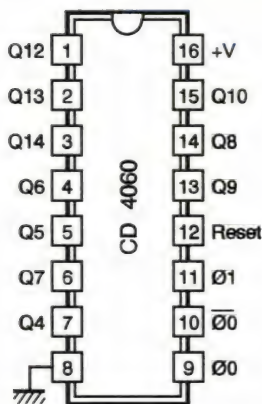 Q12 1 16 +V
Q13 2 15 Q10
Q14 3 14 Q8
Q6 4 13 Q9
Q5 5 12 Reset
Q7 6 11 Ø1
Q4 7 10 Ø̅0̅
8 9 Ø0
CD 4060